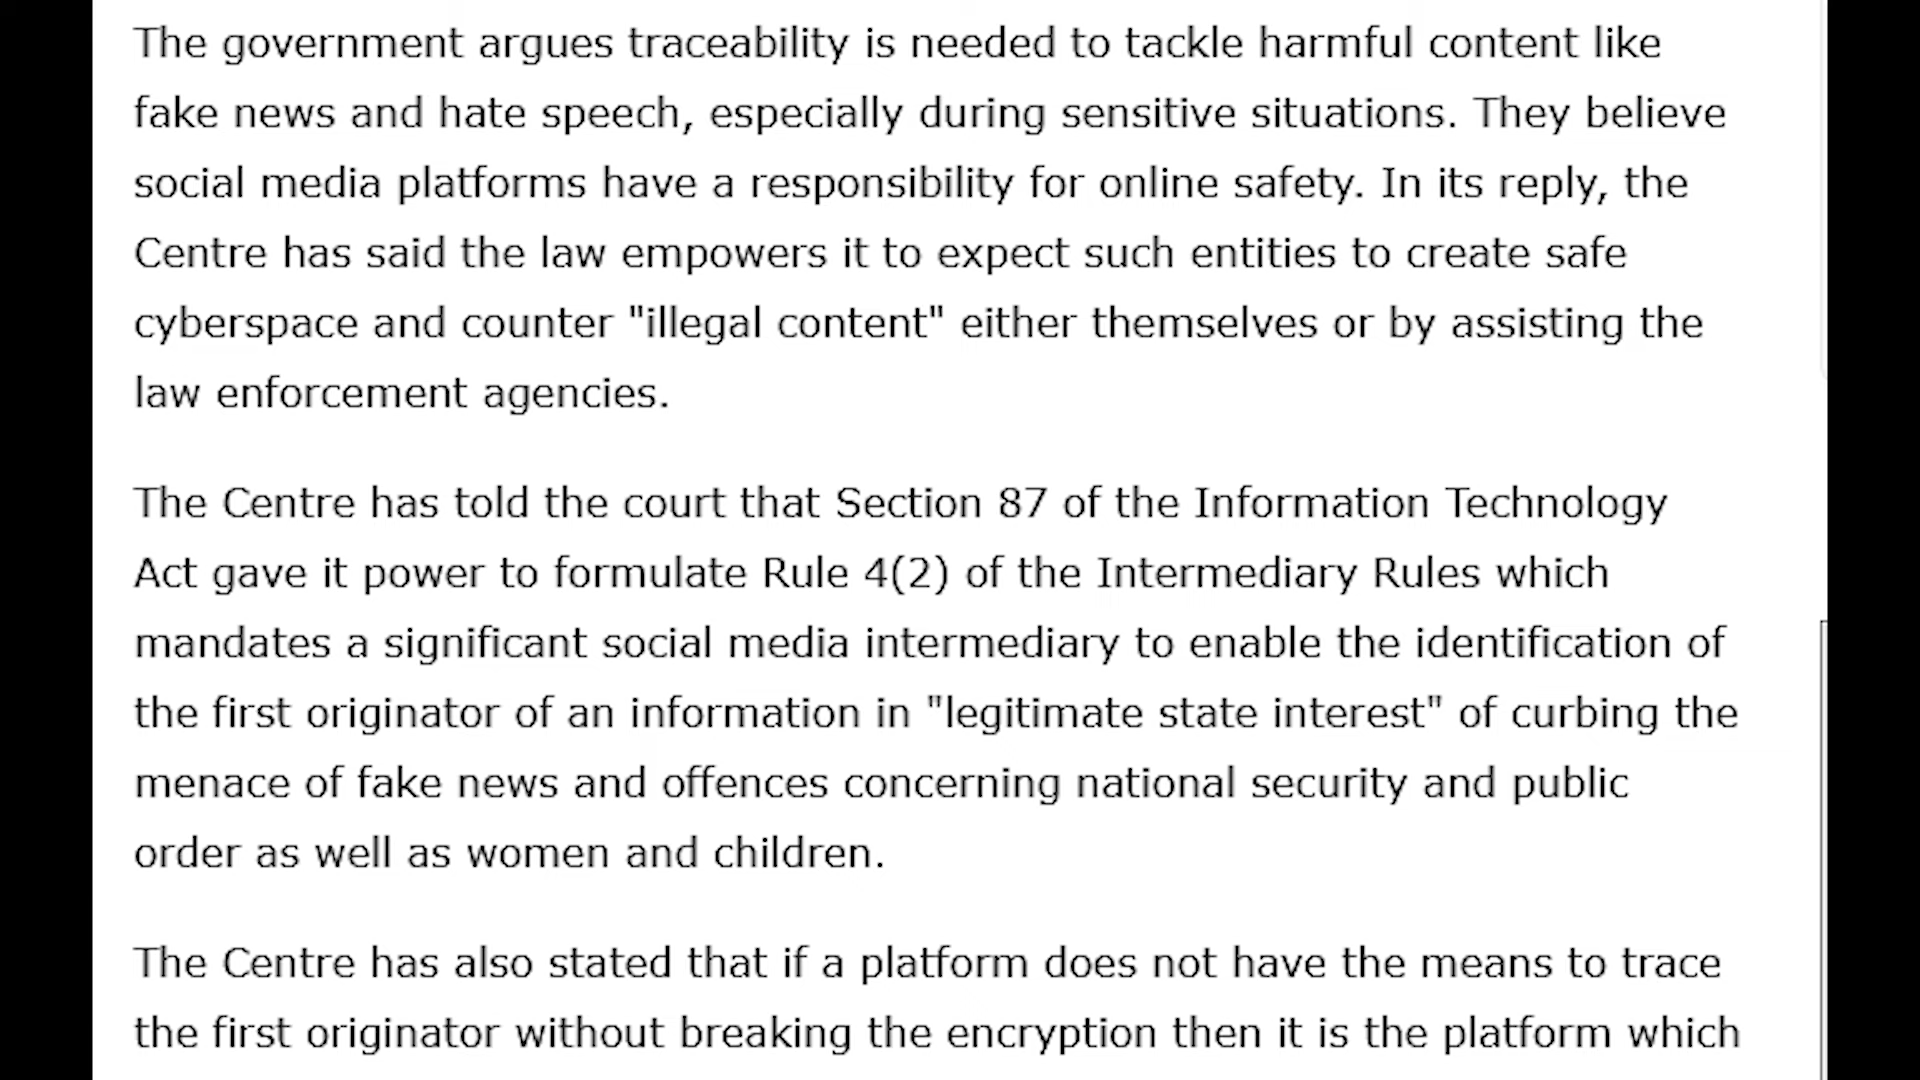 The government argues traceability is needed to tackle harmful content like
fake news and hate speech, especially during sensitive situations. They believe
social media platforms have a responsibility for online safety. In its reply, the
Centre has said the law empowers it to expect such entities to create safe
cyberspace and counter "illegal content" either themselves or by assisting the
law enforcement agencies.
The Centre has told the court that Section 87 of the Information Technology
Act gave it power to formulate Rule 4(2) of the Intermediary Rules which
mandates a significant social media intermediary to enable the identification of
the first originator of an information in "legitimate state interest" of curbing the
menace of fake news and offences concerning national security and public
order as well as women and children.
The Centre has also stated that if a platform does not have the means to trace
the first originator without breaking the encryption then it is the platform which